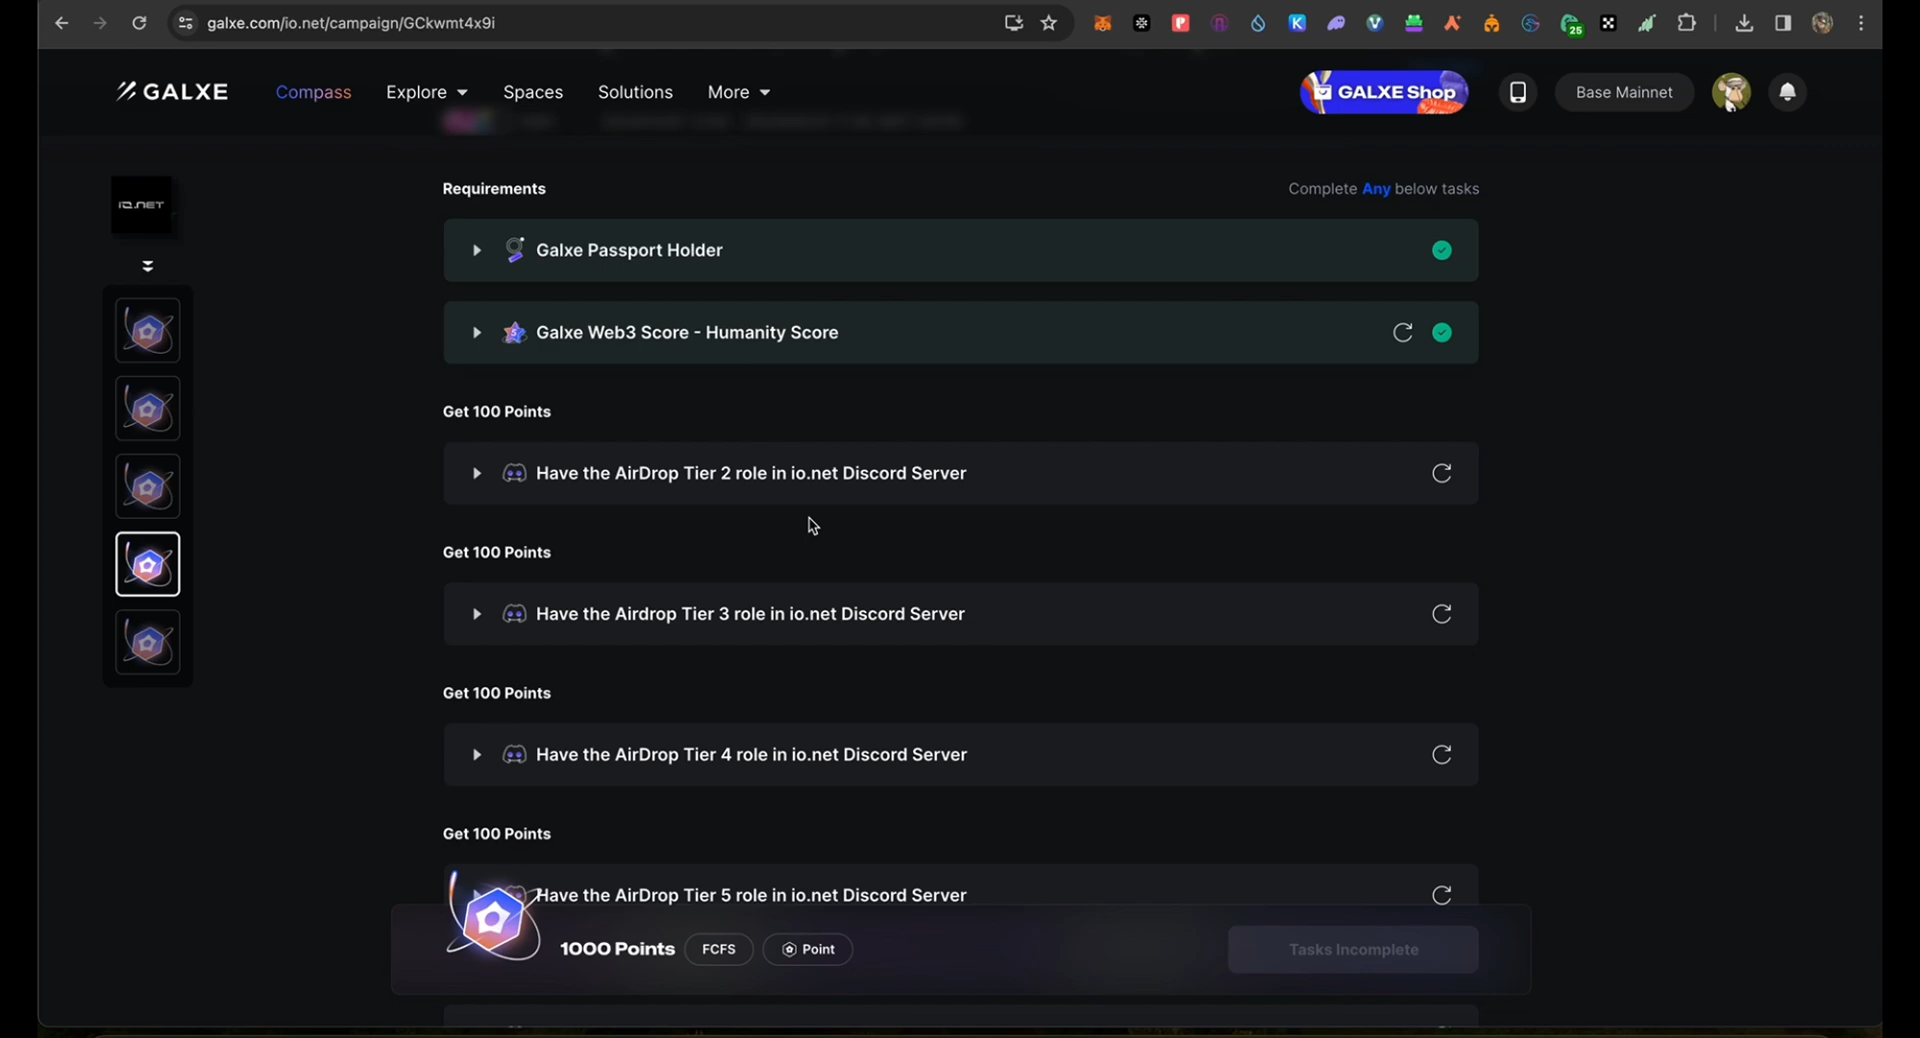 galxe.com/io.net/campaign/GCkwmt4x9i
25
GALXE
Compass
Explore
Spaces
Solutions
More
GALXE Shop
Base Mainnet
IO.NET
Requirements
Complete Any below tasks
Galxe Passport Holder
Galxe Web3 Score - Humanity Score
Get 100 Points
Have the AirDrop Tier 2 role in io.net Discord Server
Get 100 Points
Have the Airdrop Tier 3 role in io.net Discord Server
Get 100 Points
Have the AirDrop Tier 4 role in io.net Discord Server
Get 100 Points
Have the AirDrop Tier 5 role in io.net Discord Server
1000 Points
FCFS
Point
Tasks Incomplete